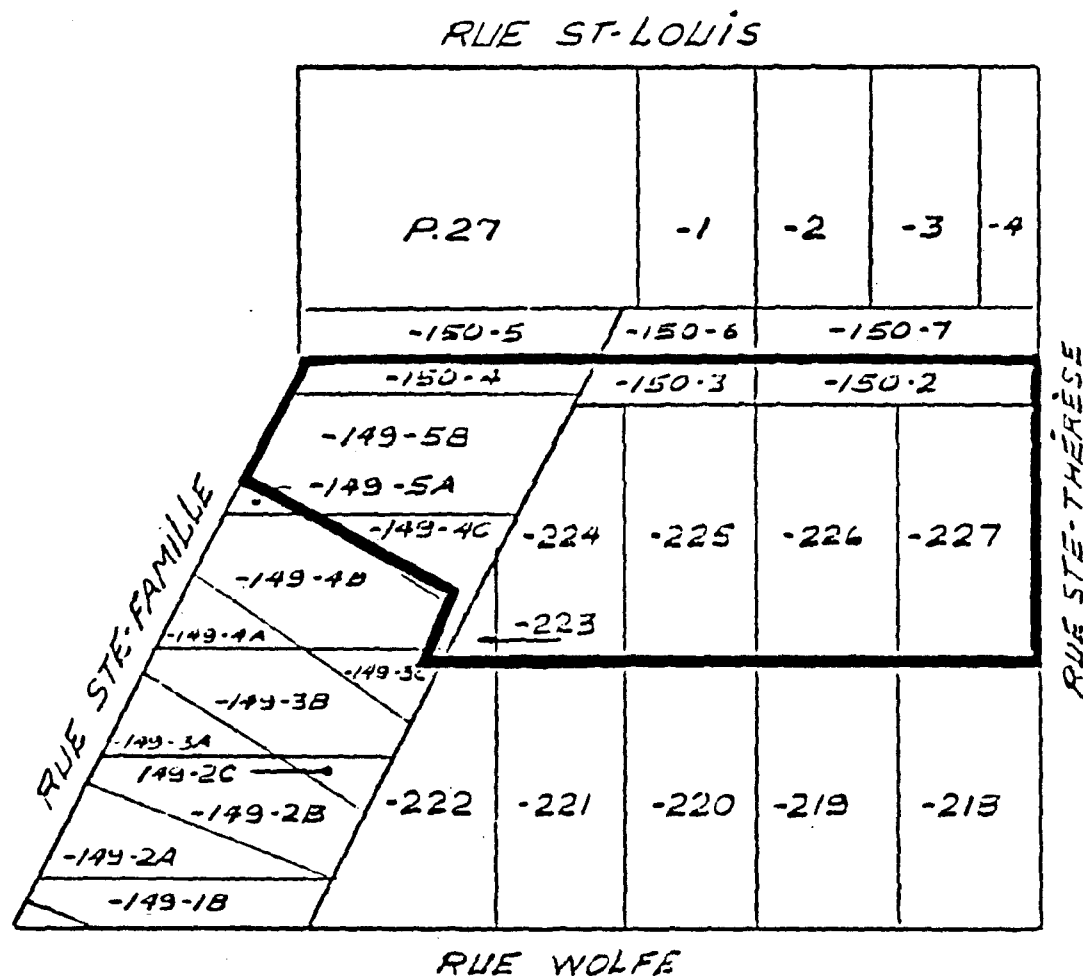 RUE ST-LOUIS
P.27
-1
-2
-3
-4
-150-5
-150-6
-150-7
-150-4
-150-3
-150-2
-149-5B
-149-5A
-149-4C
-224
-225
-226
-227
-149-4B
-223
-149-4A
-149-3C
-149-3B
-149-3A
149-2C
-149-2B
-222
-221
-220
-219
-218
-149-2A
-149-1B
RUE STE-FAMILLE
RUE STE-THÉRÈSE
RUE WOLFE